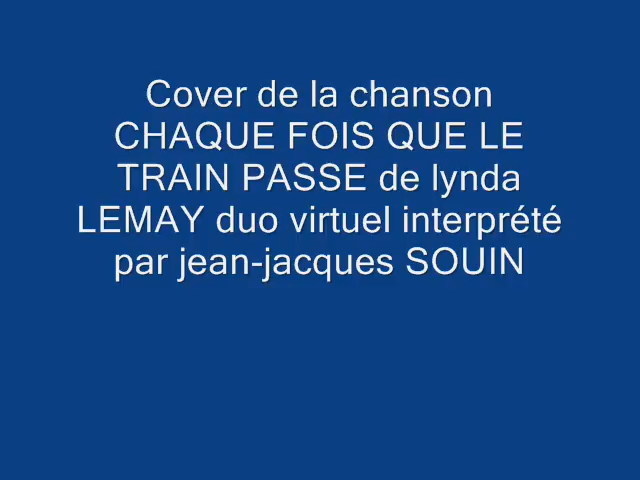 Cover de la chanson
CHAQUE FOIS QUE LE
TRAIN PASSE de lynda
LEMAY duo virtuel interprété
par jean-jacques SOUIN